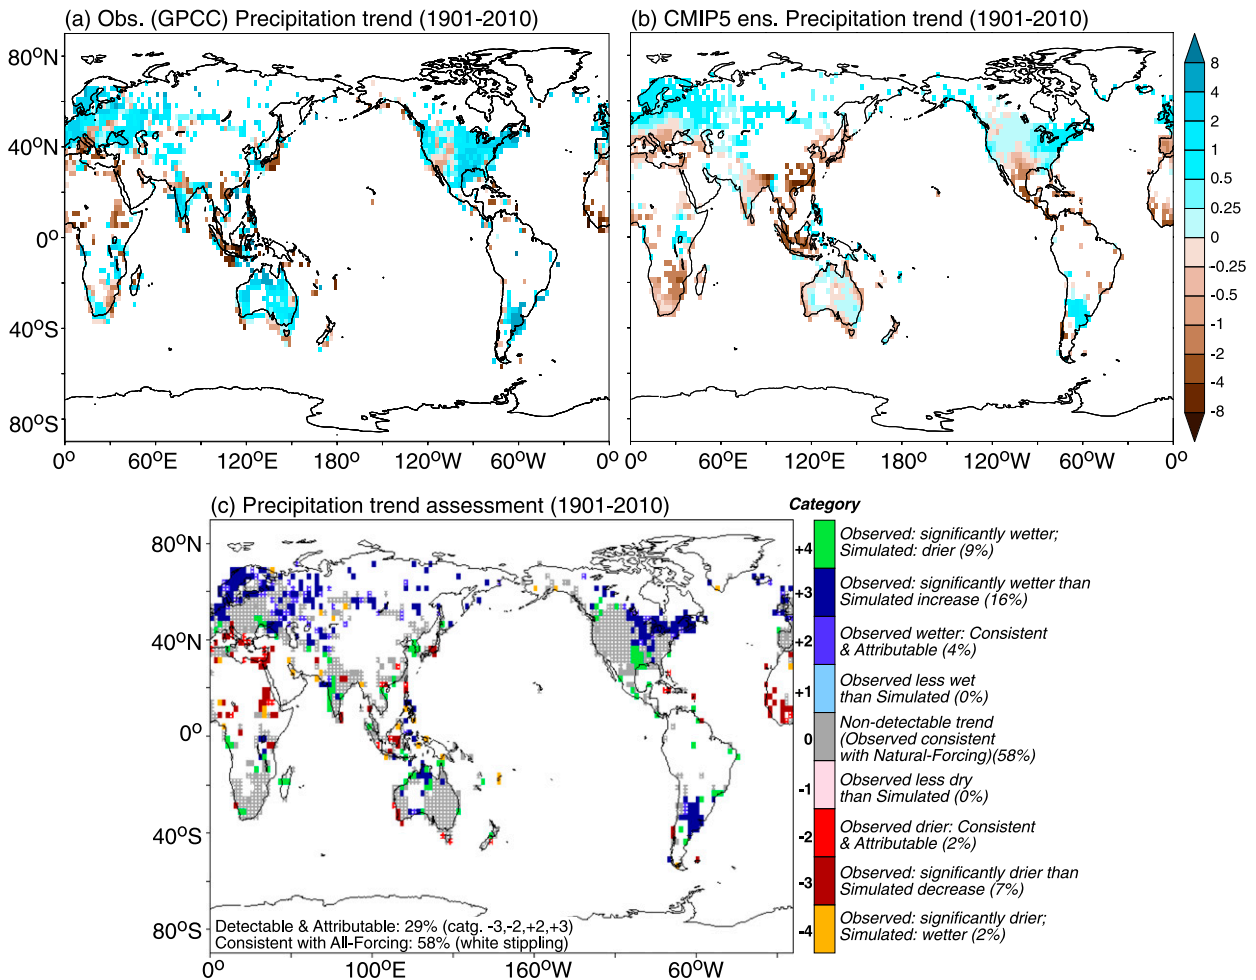 (a) Obs. (GPCC) Precipitation trend (1901-2010)
80°N
40°N
0°
40°S
80°S
0° 60°E 120°E 180° 120°W 60°W 0°
(b) CMIP5 ens. Precipitation trend (1901-2010)
0° 60°E 120°E 180° 120°W 60°W 0°
8
4
2
1
0.5
0.25
0
-0.25
-0.5
-1
-2
-4
-8
(c) Precipitation trend assessment (1901-2010)
80°N
40°N
0°
40°S
80°S
0° 100°E 160°W 60°W
Detectable & Attributable: 29% (catg. -3,-2,+2,+3)
Consistent with All-Forcing: 58% (white stippling)
Category
+4 Observed: significantly wetter;
Simulated: drier (9%)
+3 Observed: significantly wetter than
Simulated increase (16%)
+2 Observed wetter: Consistent
& Attributable (4%)
+1 Observed less wet
than Simulated (0%)
0 Non-detectable trend
(Observed consistent
with Natural-Forcing)(58%)
-1 Observed less dry
than Simulated (0%)
-2 Observed drier: Consistent
& Attributable (2%)
-3 Observed: significantly drier than
Simulated decrease (7%)
-4 Observed: significantly drier;
Simulated: wetter (2%)